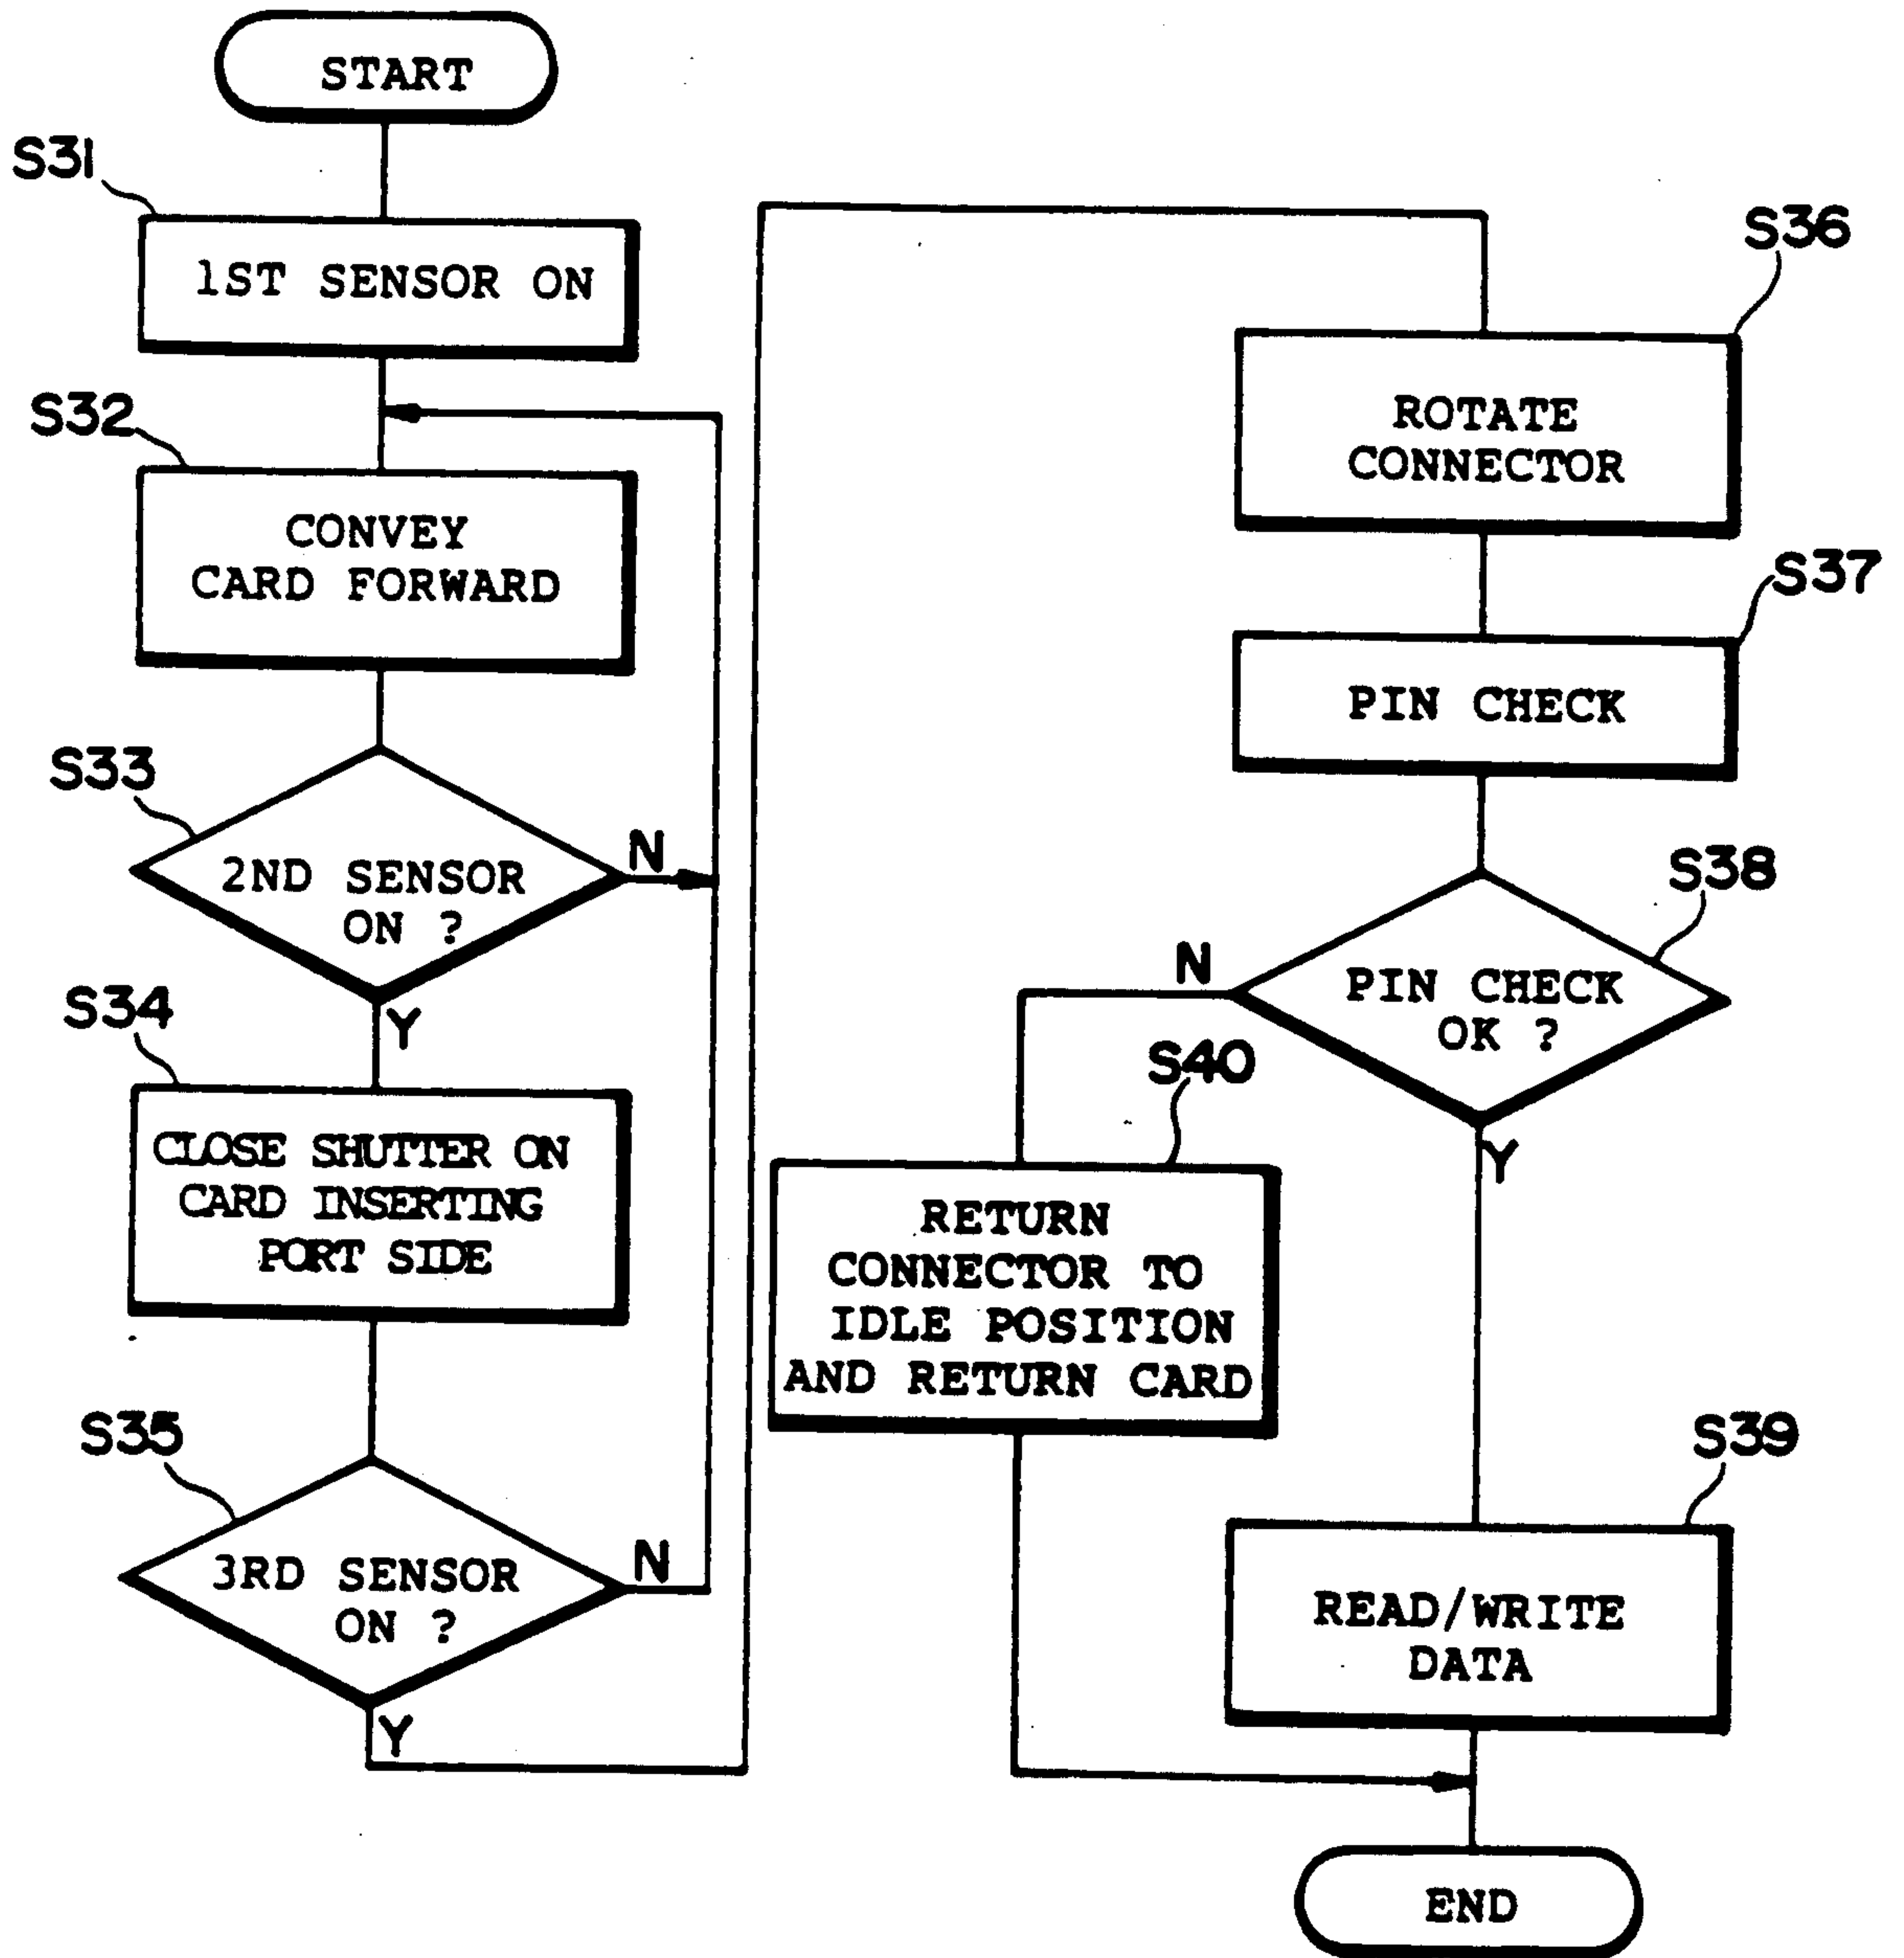 START
S31
1ST SENSOR ON
S32
CONVEY
CARD FORWARD
S33
2ND SENSOR
ON ?
N
Y
S34
CLOSE SHUTTER ON
CARD INSERTING
PORT SIDE
S35
3RD SENSOR
ON ?
N
Y
S36
ROTATE
CONNECTOR
S37
PIN CHECK
S38
PIN CHECK
OK ?
N
Y
S40
RETURN
CONNECTOR TO
IDLE POSITION
AND RETURN CARD
S39
READ/WRITE
DATA
END